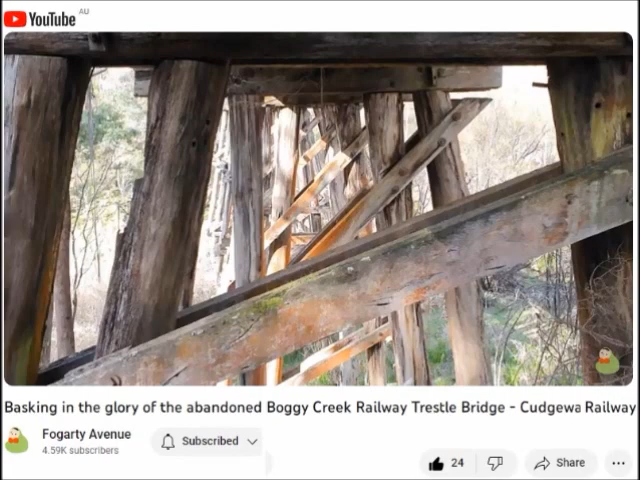 YouTube AU
Basking in the glory of the abandoned Boggy Creek Railway Trestle Bridge - Cudgewa Railway
Fogarty Avenue
4.59K subscribers
Subscribed
24
Share